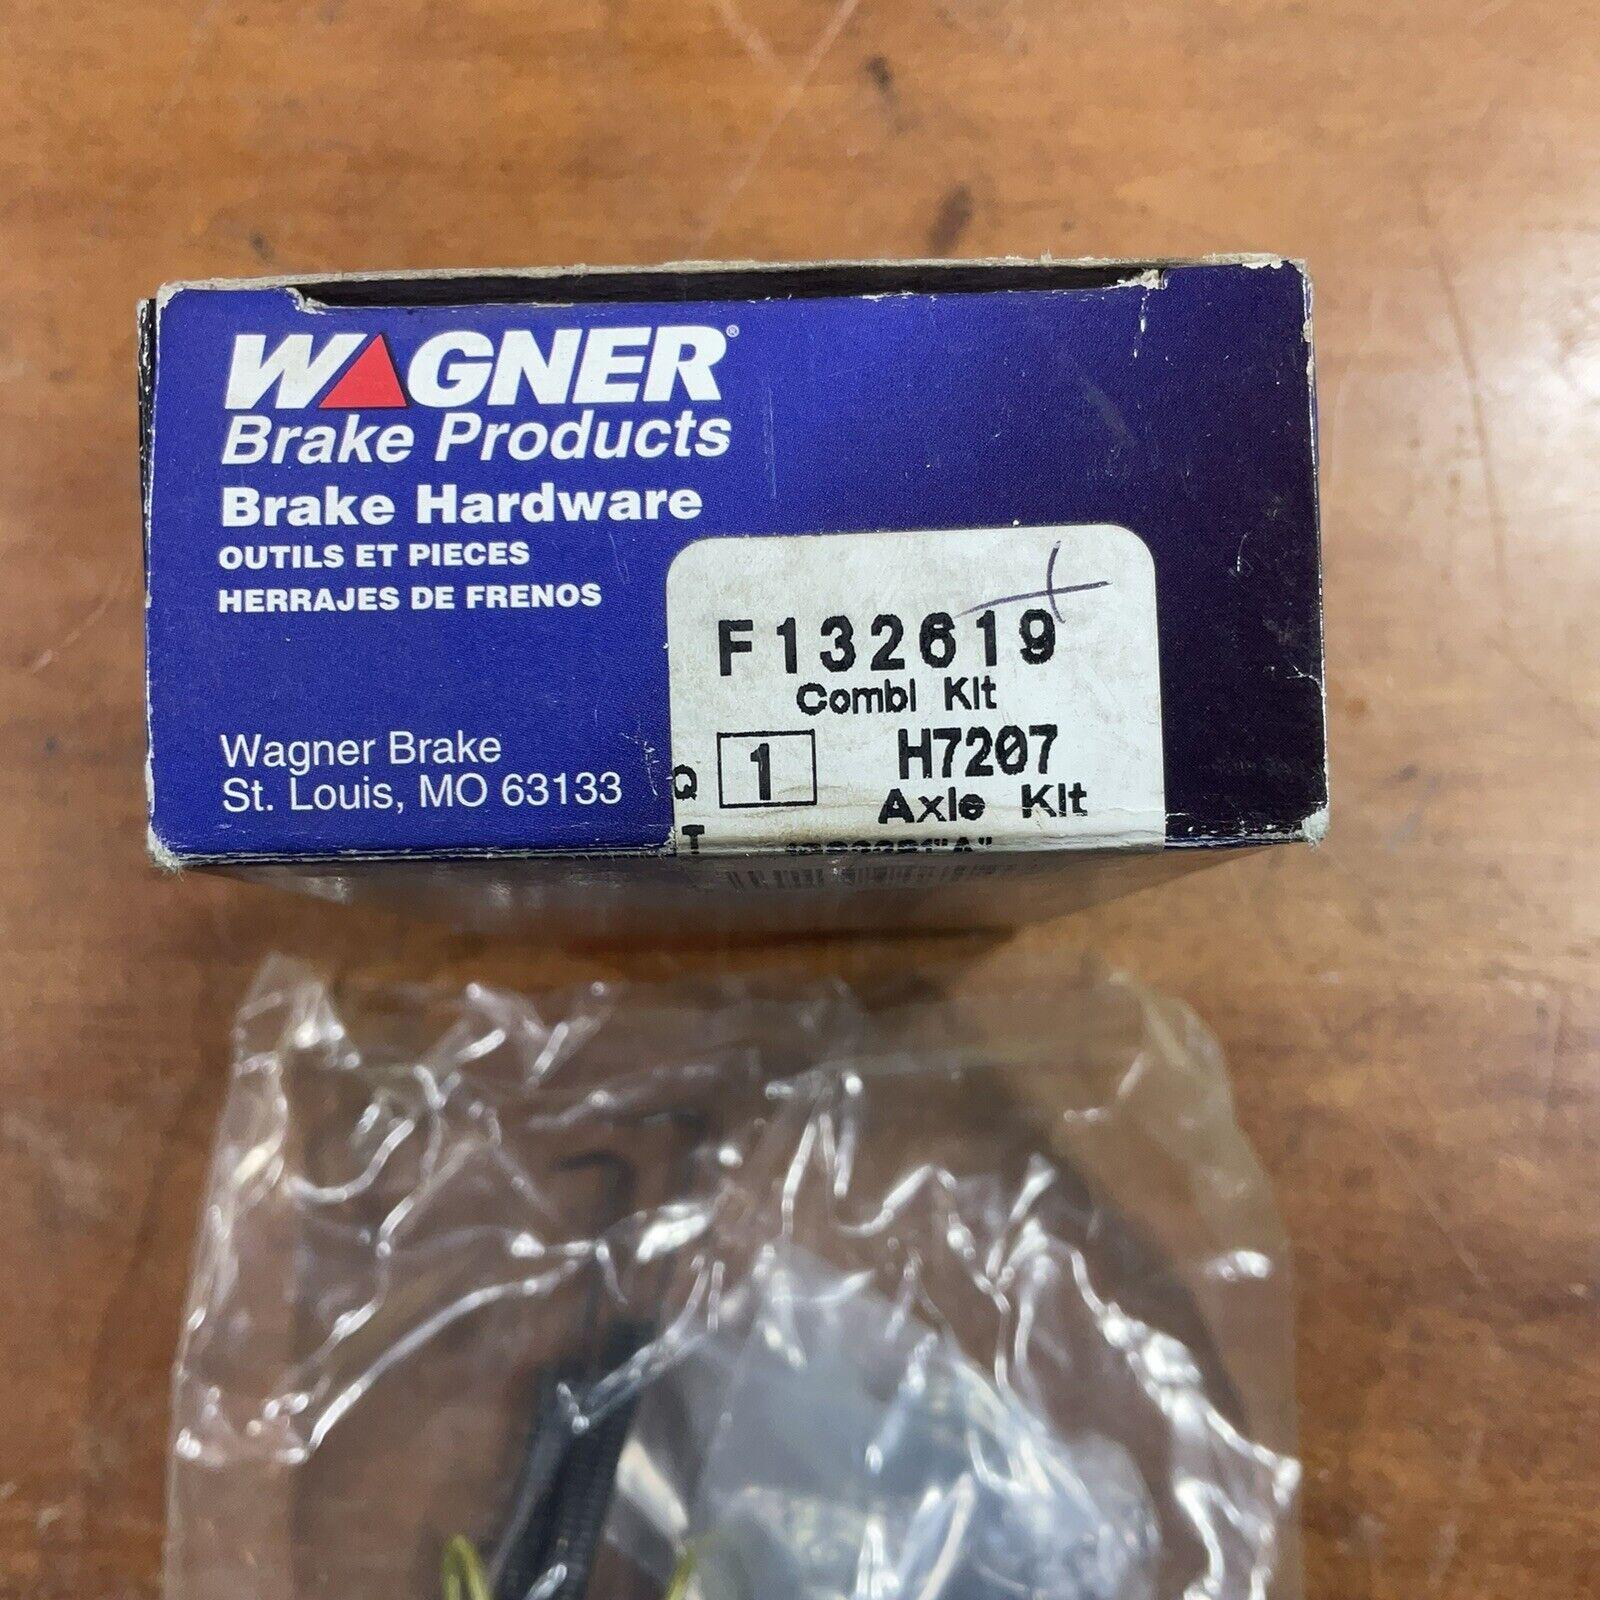 WAGNER®
Brake Products
Brake Hardware
OUTILS ET PIECES
HERRAJES DE FRENOS
Wagner Brake
St. Louis, MO 63133
F132619
Combi Kit
Q
T
1
H7207
Axle Kit